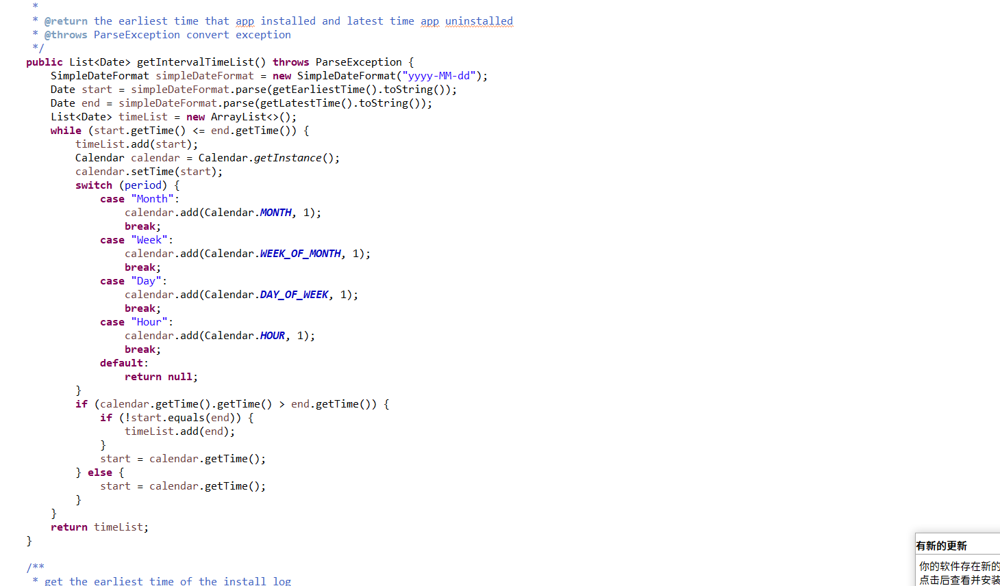 *
* @return the earliest time that app installed and latest time app uninstalled
* @throws ParseException convert exception
*/
public List<Date> getIntervalTimeList() throws ParseException {
SimpleDateFormat simpleDateFormat = new SimpleDateFormat("yyyy-MM-dd");
Date start = simpleDateFormat.parse(getEarliestTime().toString());
Date end = simpleDateFormat.parse(getLatestTime().toString());
List<Date> timeList = new ArrayList<>();
while (start.getTime() <= end.getTime()) {
timeList.add(start);
Calendar calendar = Calendar.getInstance();
calendar.setTime(start);
switch (period) {
case "Month":
calendar.add(Calendar.MONTH, 1);
break;
case "Week":
calendar.add(Calendar.WEEK_OF_MONTH, 1);
break;
case "Day":
calendar.add(Calendar.DAY_OF_WEEK, 1);
break;
case "Hour":
calendar.add(Calendar.HOUR, 1);
break;
default:
return null;
}
if (calendar.getTime().getTime() > end.getTime()) {
if (!start.equals(end)) {
timeList.add(end);
}
start = calendar.getTime();
} else {
start = calendar.getTime();
}
}
return timeList;
}
/**
* get the earliest time of the install log
有新的更新
你的软件存在新的
点击后查看并安装